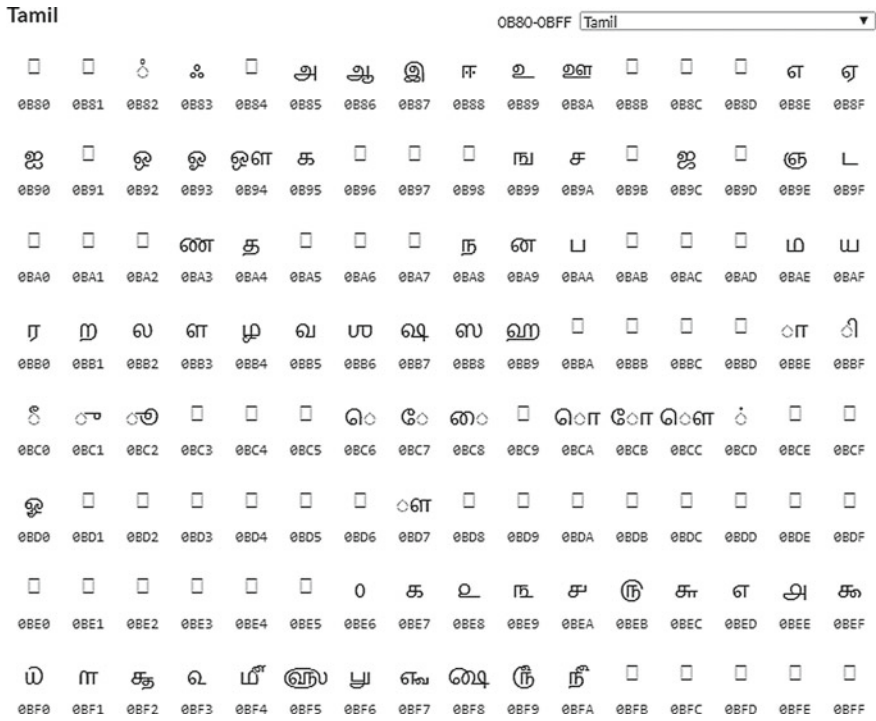 Tamil
0B80-0BFF Tamil
□ □ ஂ ஃ □ அ ஆ இ ஈ உ ஊ □ □ □ எ ஏ
0B80 0B81 0B82 0B83 0B84 0B85 0B86 0B87 0B88 0B89 0B8A 0B8B 0B8C 0B8D 0B8E 0B8F
ஐ □ ஒ ஓ ஔ க □ □ □ ங ச □ ஜ □ ஞ ட
0B90 0B91 0B92 0B93 0B94 0B95 0B96 0B97 0B98 0B99 0B9A 0B9B 0B9C 0B9D 0B9E 0B9F
□ □ □ ண த □ □ □ ந ன ப □ □ □ ம ய
0BA0 0BA1 0BA2 0BA3 0BA4 0BA5 0BA6 0BA7 0BA8 0BA9 0BAA 0BAB 0BAC 0BAD 0BAE 0BAF
ர ற ல ள ழ வ ஶ ஷ ஸ ஹ □ □ □ □ ா ி
0BB0 0BB1 0BB2 0BB3 0BB4 0BB5 0BB6 0BB7 0BB8 0BB9 0BBA 0BBB 0BBC 0BBD 0BBE 0BBF
ீ ு ூ □ □ □ ெ ே ை □ ொ ோ ௌ ் □ □
0BC0 0BC1 0BC2 0BC3 0BC4 0BC5 0BC6 0BC7 0BC8 0BC9 0BCA 0BCB 0BCC 0BCD 0BCE 0BCF
ௐ □ □ □ □ □ □ ௗ □ □ □ □ □ □ □ □
0BD0 0BD1 0BD2 0BD3 0BD4 0BD5 0BD6 0BD7 0BD8 0BD9 0BDA 0BDB 0BDC 0BDD 0BDE 0BDF
□ □ □ □ □ □ ௦ ௧ ௨ ௩ ௪ ௫ ௬ ௭ ௮ ௯
0BE0 0BE1 0BE2 0BE3 0BE4 0BE5 0BE6 0BE7 0BE8 0BE9 0BEA 0BEB 0BEC 0BED 0BEE 0BEF
௰ ௱ ௲ ௳ ௴ ௵ ௶ ௷ ௸ ௹ ௺ □ □ □ □ □
0BF0 0BF1 0BF2 0BF3 0BF4 0BF5 0BF6 0BF7 0BF8 0BF9 0BFA 0BFB 0BFC 0BFD 0BFE 0BFF